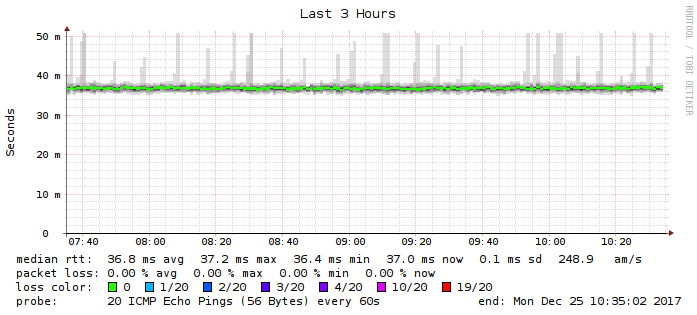 Last 3 Hours
RRDTOOL / TOBI OETIKER
Seconds
50 m
40 m
30 m
20 m
10 m
0
07:40 08:00 08:20 08:40 09:00 09:20 09:40 10:00 10:20
median rtt: 36.8 ms avg 37.2 ms max 36.4 ms min 37.0 ms now 0.1 ms sd 248.9 am/s
packet loss: 0.00 % avg 0.00 % max 0.00 % min 0.00 % now
loss color: 0 1/20 2/20 3/20 4/20 10/20 19/20
probe: 20 ICMP Echo Pings (56 Bytes) every 60s end: Mon Dec 25 10:35:02 2017